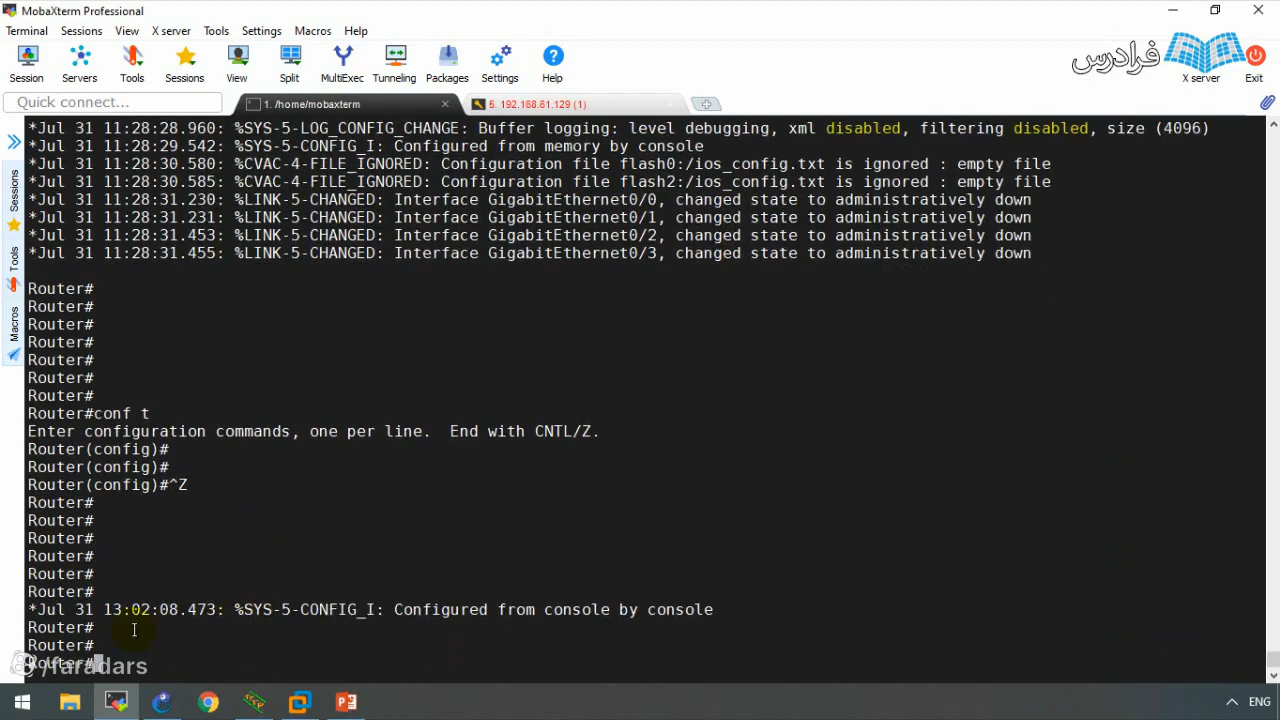 MobaXterm Professional
Terminal Sessions View X server Tools Settings Macros Help
Session Servers Tools Sessions View Split MultiExec Tunneling Packages Settings Help X server Exit
فرادرس
Quick connect... 1. /home/mobaxterm 5. 192.168.61.129 (1)
Sessions
Tools
Macros
*Jul 31 11:28:28.960: %SYS-5-LOG_CONFIG_CHANGE: Buffer logging: level debugging, xml disabled, filtering disabled, size (4096)
*Jul 31 11:28:29.542: %SYS-5-CONFIG_I: Configured from memory by console
*Jul 31 11:28:30.580: %CVAC-4-FILE_IGNORED: Configuration file flash0:/ios_config.txt is ignored : empty file
*Jul 31 11:28:30.585: %CVAC-4-FILE_IGNORED: Configuration file flash2:/ios_config.txt is ignored : empty file
*Jul 31 11:28:31.230: %LINK-5-CHANGED: Interface GigabitEthernet0/0, changed state to administratively down
*Jul 31 11:28:31.231: %LINK-5-CHANGED: Interface GigabitEthernet0/1, changed state to administratively down
*Jul 31 11:28:31.453: %LINK-5-CHANGED: Interface GigabitEthernet0/2, changed state to administratively down
*Jul 31 11:28:31.455: %LINK-5-CHANGED: Interface GigabitEthernet0/3, changed state to administratively down
Router#
Router#
Router#
Router#
Router#
Router#
Router#
Router#conf t
Enter configuration commands, one per line.  End with CNTL/Z.
Router(config)#
Router(config)#
Router(config)#^Z
Router#
Router#
Router#
Router#
Router#
Router#
*Jul 31 13:02:08.473: %SYS-5-CONFIG_I: Configured from console by console
Router#
Router#
Router#
/faradars
ENG